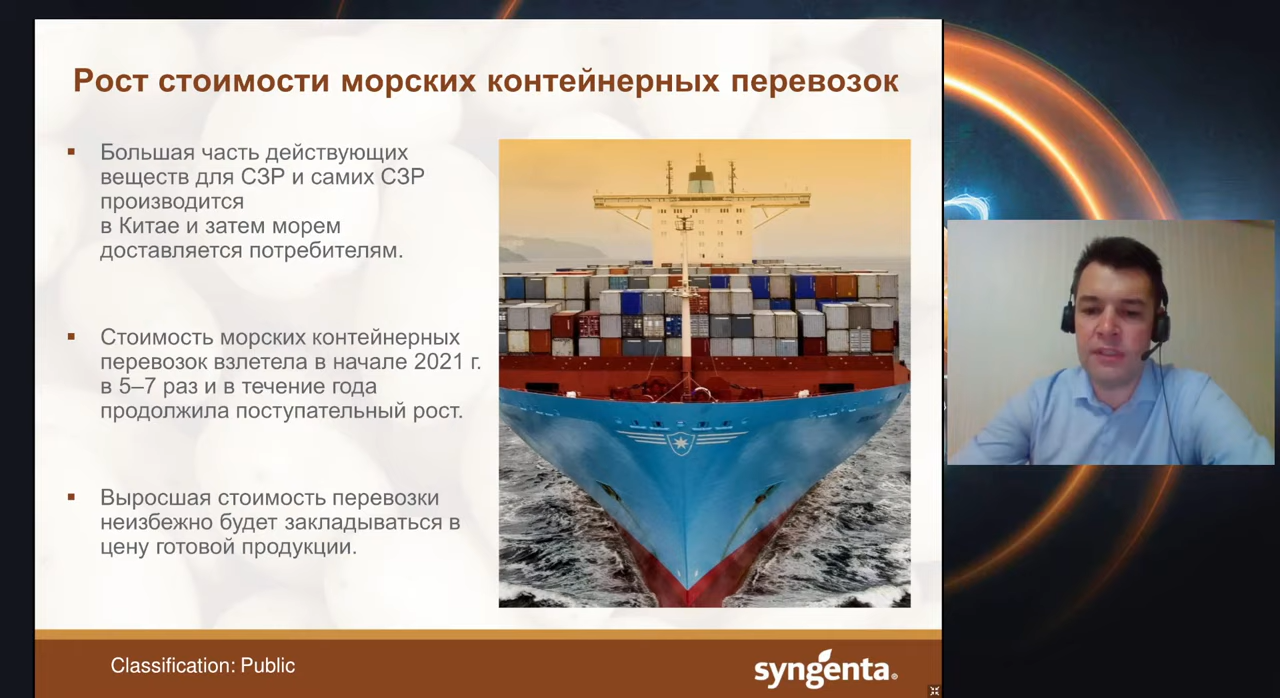 Рост стоимости морских контейнерных перевозок
Большая часть действующих
веществ для СЗР и самих СЗР
производится
в Китае и затем морем
доставляется потребителям.
Стоимость морских контейнерных
перевозок взлетела в начале 2021 г.
в 5–7 раз и в течение года
продолжила поступательный рост.
Выросшая стоимость перевозки
неизбежно будет закладываться в
цену готовой продукции.
Classification: Public
syngenta®